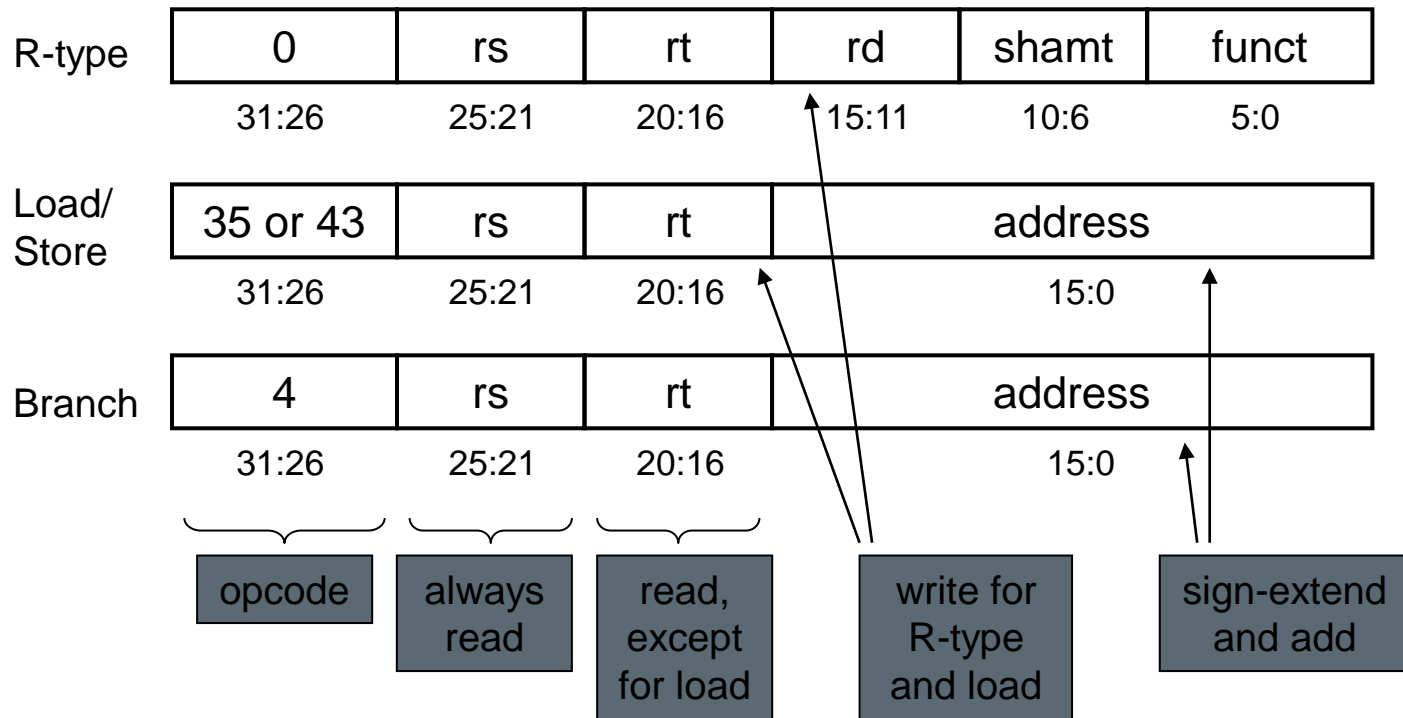 R-type 0 rs rt rd shamt funct
31:26 25:21 20:16 15:11 10:6 5:0
Load/
Store
35 or 43 rs rt address
31:26 25:21 20:16 15:0
Branch 4 rs rt address
31:26 25:21 20:16 15:0
opcode
always
read
read,
except
for load
write for
R-type
and load
sign-extend
and add